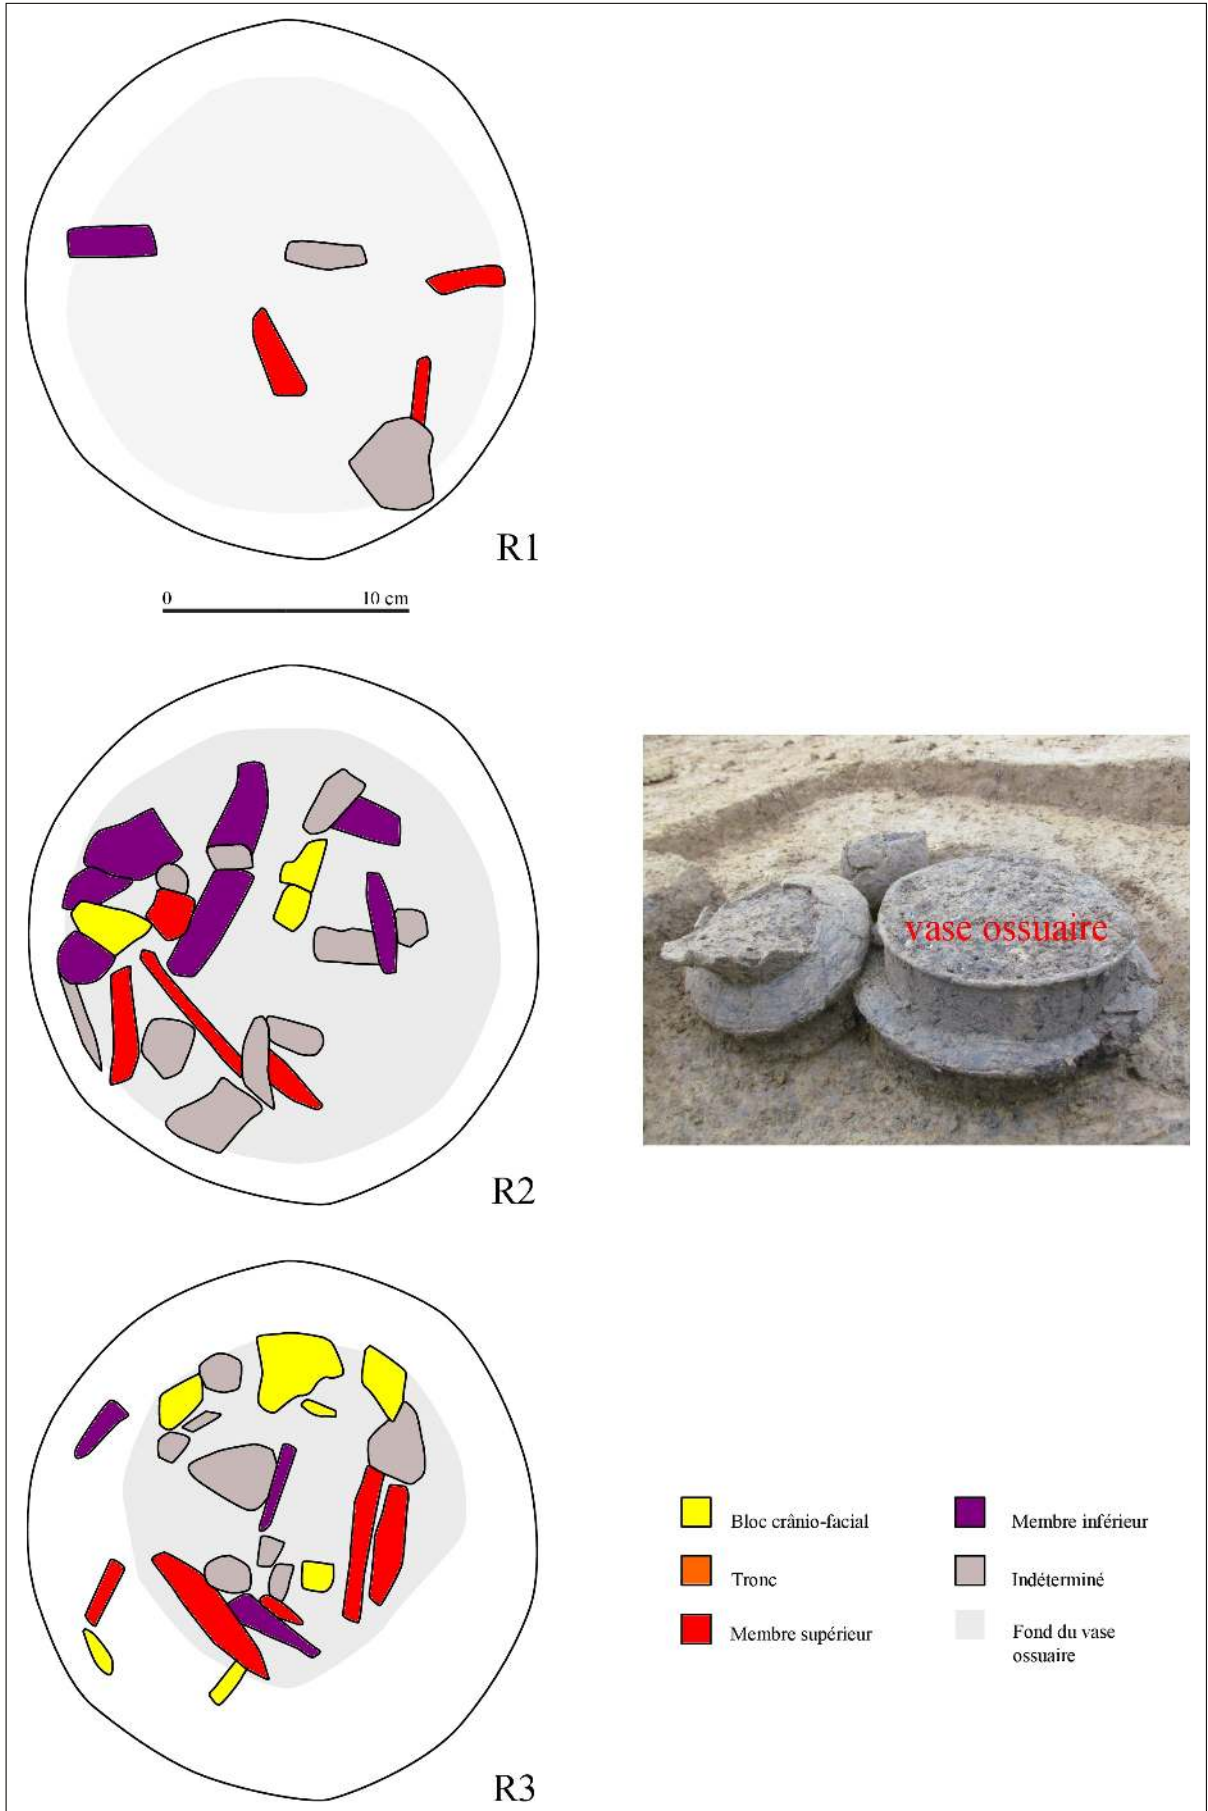 R1
0 10 cm
R2
vase ossuaire
R3
Bloc crânio-facial
Tronc
Membre supérieur
Membre inférieur
Indéterminé
Fond du vase
ossuaire